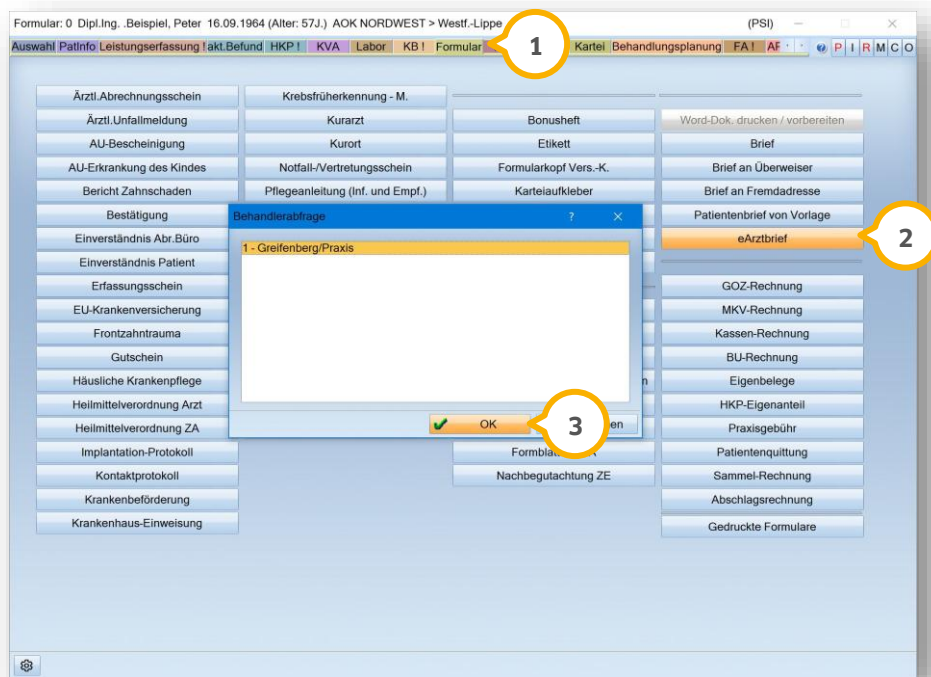 Formular: 0 Dipl.Ing. .Beispiel, Peter 16.09.1964 (Alter: 57J.) AOK NORDWEST > Westf.-Lippe (PSI)
Auswahl PatInfo Leistungserfassung ! akt.Befund HKP ! KVA Labor KB ! Formular Kartei Behandlungsplanung FA ! P I R M C O
1
Ärztl.Abrechnungsschein Krebsfrüherkennung - M.
Ärztl.Unfallmeldung Kurarzt Bonusheft Word-Dok. drucken / vorbereiten
AU-Bescheinigung Kurort Etikett Brief
AU-Erkrankung des Kindes Notfall-/Vertretungsschein Formularkopf Vers.-K. Brief an Überweiser
Bericht Zahnschaden Pflegeanleitung (Inf. und Empf.) Karteiaufkleber Brief an Fremdadresse
Bestätigung Behandlerabfrage ? Patientenbrief von Vorlage
Einverständnis Abr.Büro 1 - Greifenberg/Praxis eArztbrief 2
Einverständnis Patient
Erfassungsschein GOZ-Rechnung
EU-Krankenversicherung MKV-Rechnung
Frontzahntrauma Kassen-Rechnung
Gutschein BU-Rechnung
Häusliche Krankenpflege Eigenbelege
Heilmittelverordnung Arzt HKP-Eigenanteil
Heilmittelverordnung ZA OK 3 en Praxisgebühr
Implantation-Protokoll Patientenquittung
Kontaktprotokoll Nachbegutachtung ZE Sammel-Rechnung
Krankenbeförderung Abschlagsrechnung
Krankenhaus-Einweisung Gedruckte Formulare